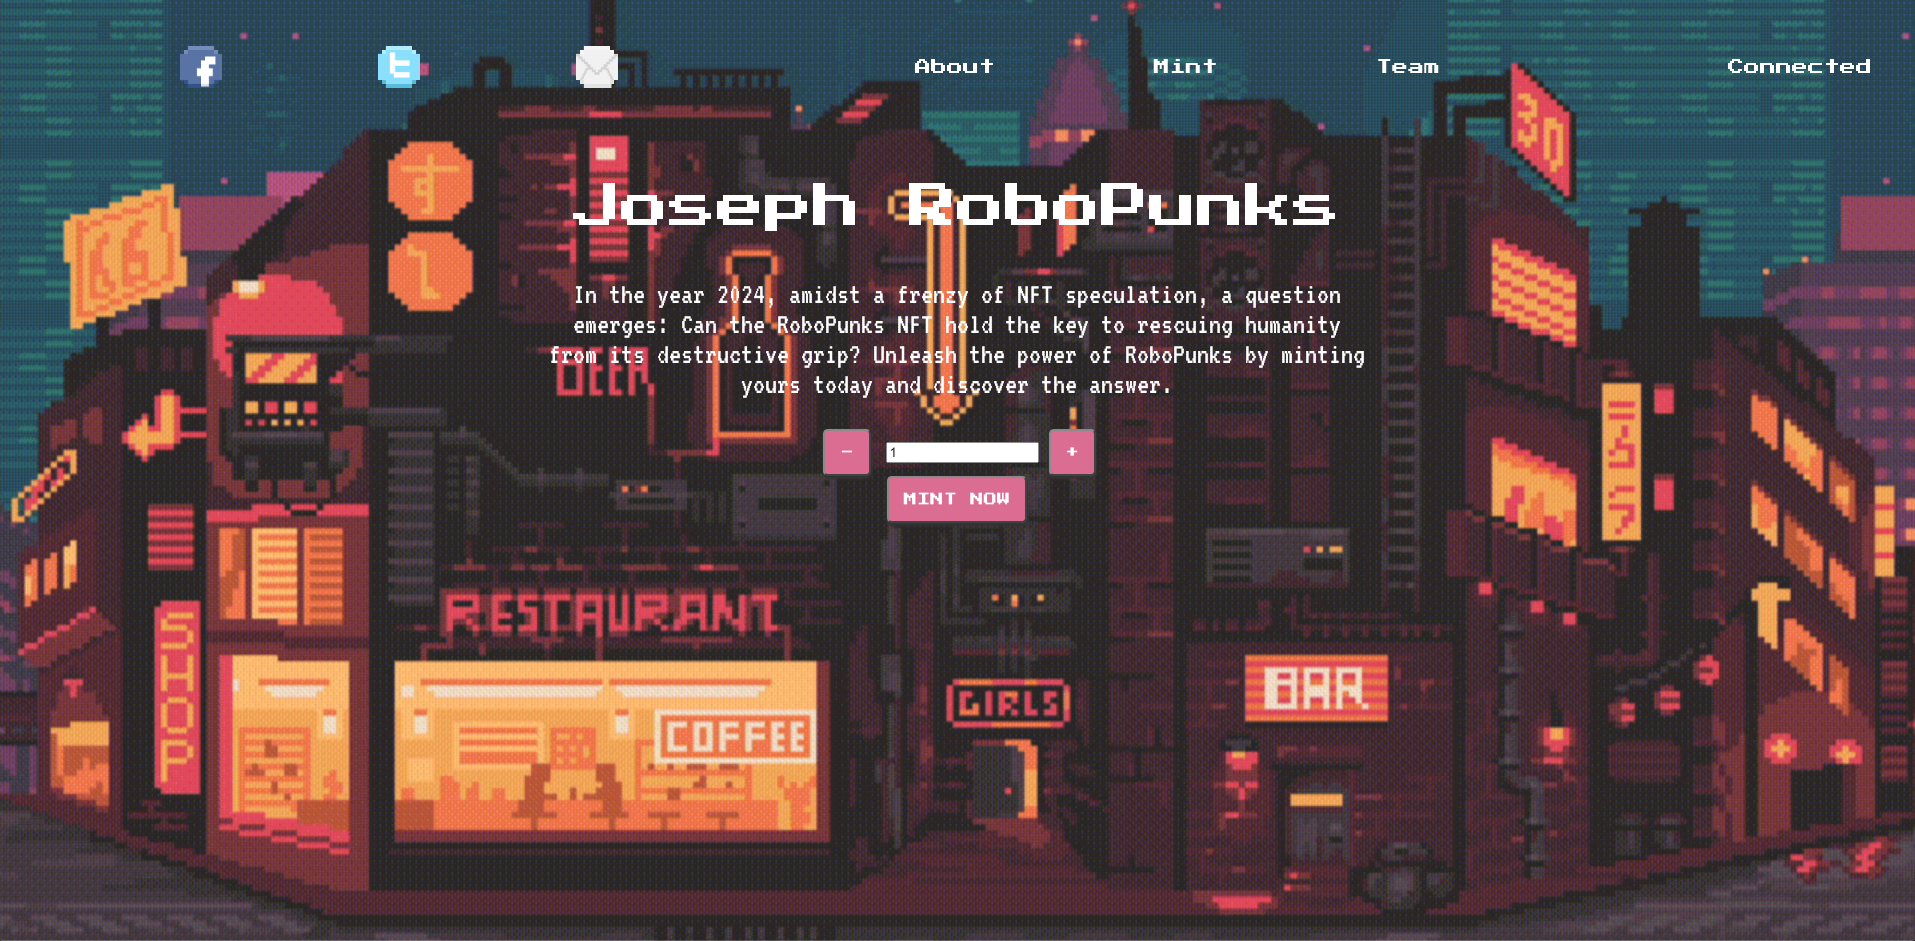 About
Mint
Team
Connected
30
す
し
Joseph RoboPunks
In the year 2024, amidst a frenzy of NFT speculation, a question
emerges: Can the RoboPunks NFT hold the key to rescuing humanity
from its destructive grip? Unleash the power of RoboPunks by minting
yours today and discover the answer.
BEER
-
1
+
MINT NOW
RESTAURANT
SHOP
COFFEE
GIRLS
BAR